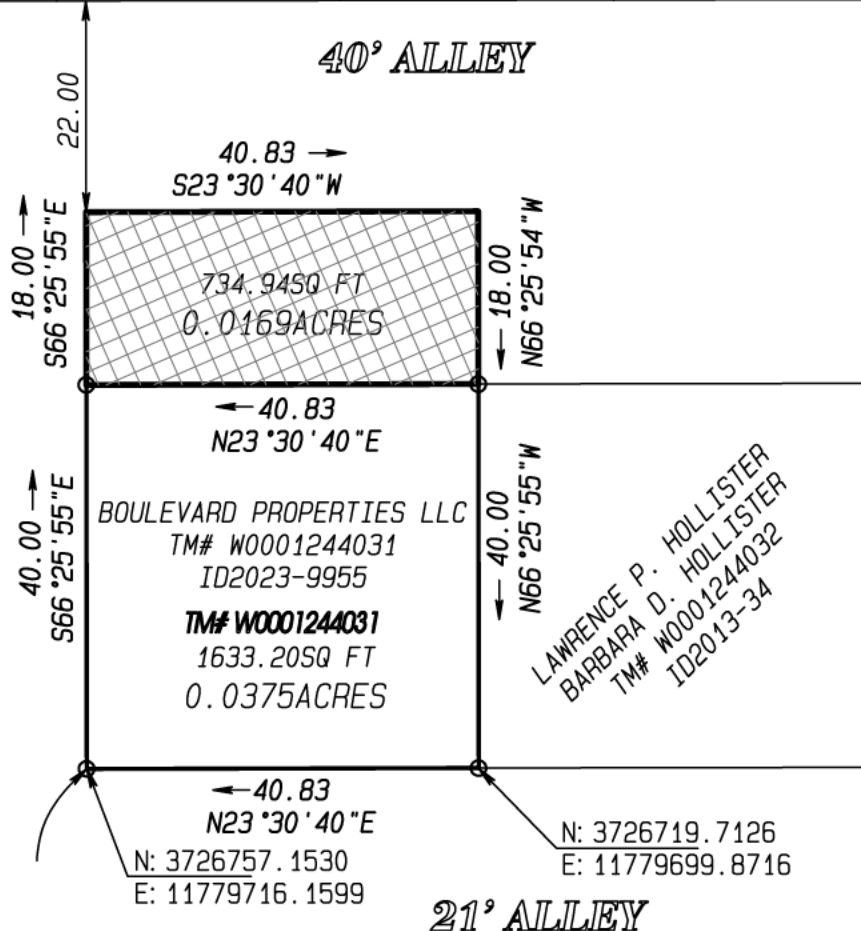 40' ALLEY
22.00
40.83 →
S23°30'40"W
18.00 →
S66°25'55"E
734.94SQ FT
0.0169ACRES
← 18.00
N66°25'54"W
← 40.83
N23°30'40"E
40.00 →
S66°25'55"E
BOULEVARD PROPERTIES LLC
TM# W0001244031
ID2023-9955
TM# W0001244031
1633.20SQ FT
0.0375ACRES
← 40.00
N66°25'55"W
LAWRENCE P. HOLLISTER
BARBARA D. HOLLISTER
TM# W0001244032
ID2013-34
← 40.83
N23°30'40"E
N: 3726757.1530
E: 11779716.1599
N: 3726719.7126
E: 11779699.8716
21' ALLEY